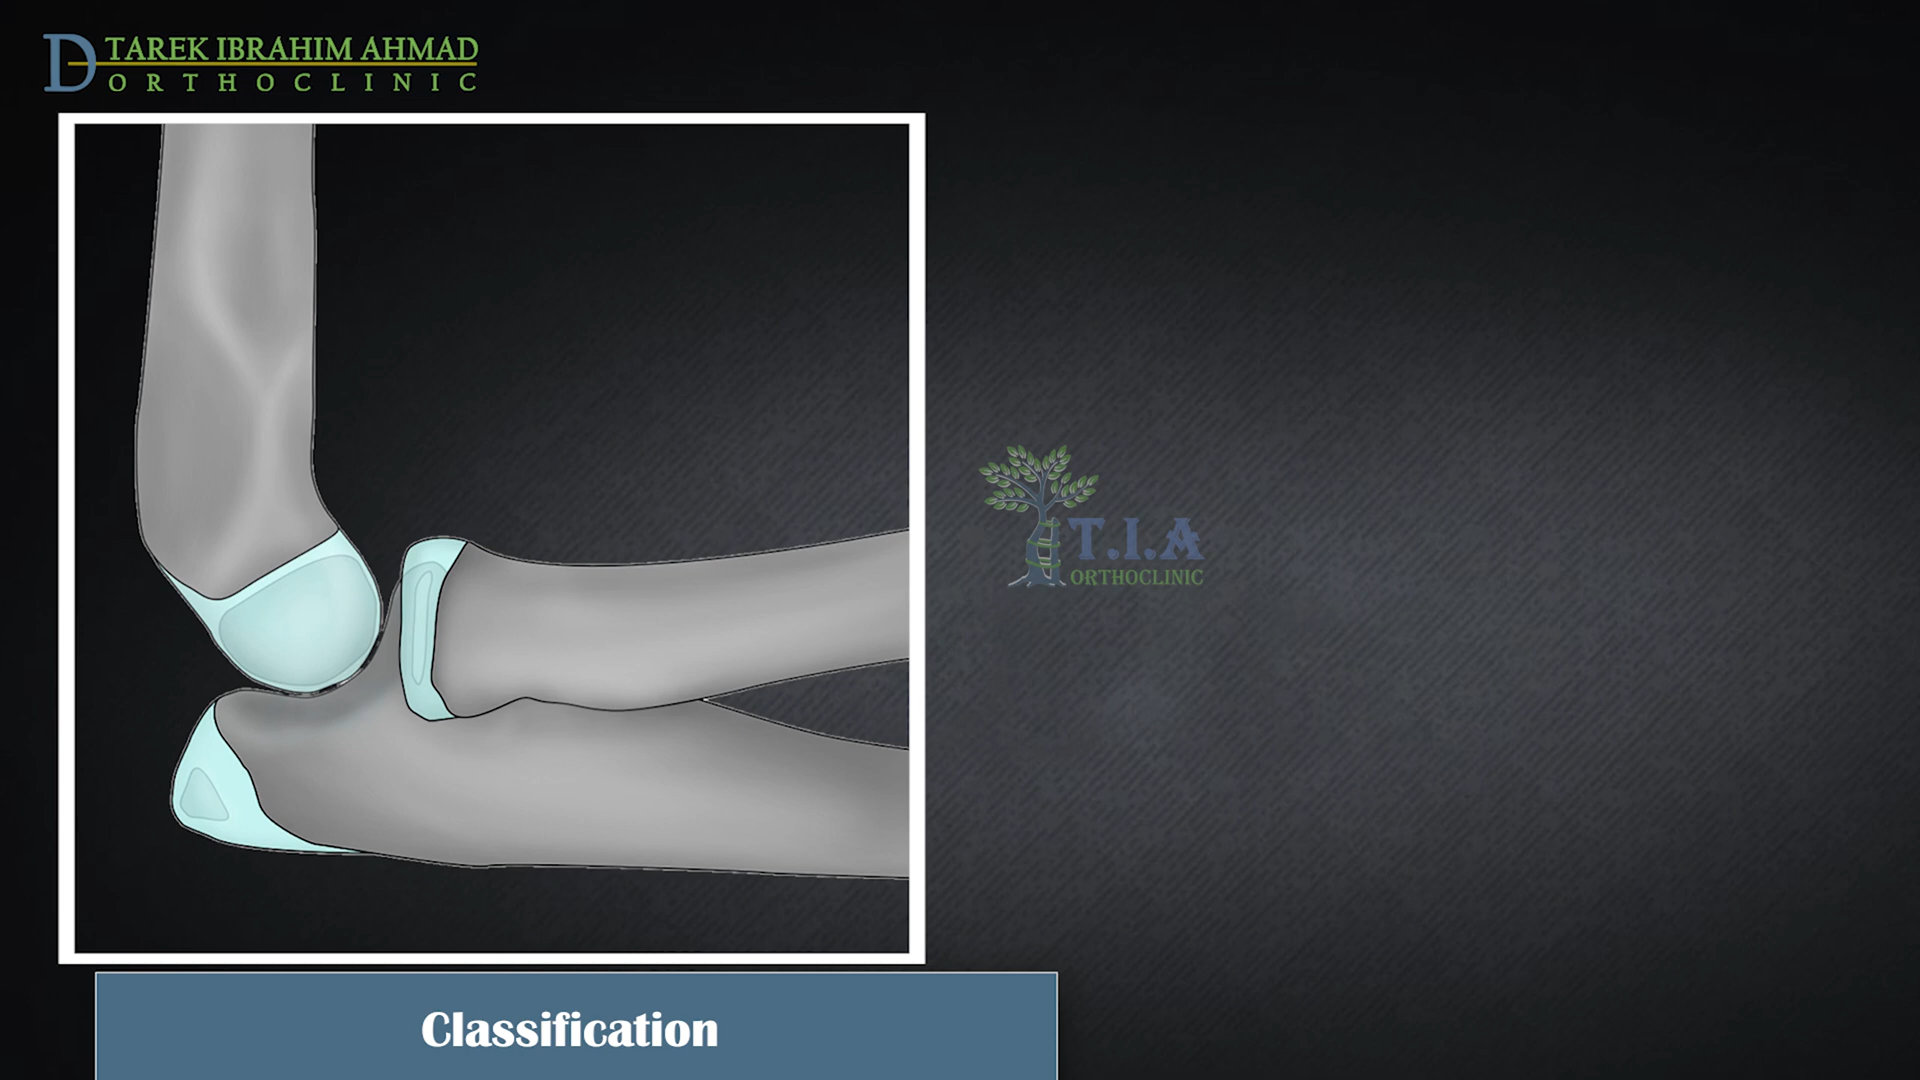 D TAREK IBRAHIM AHMAD
ORTHOCLINIC
T.I.A
ORTHOCLINIC
Classification